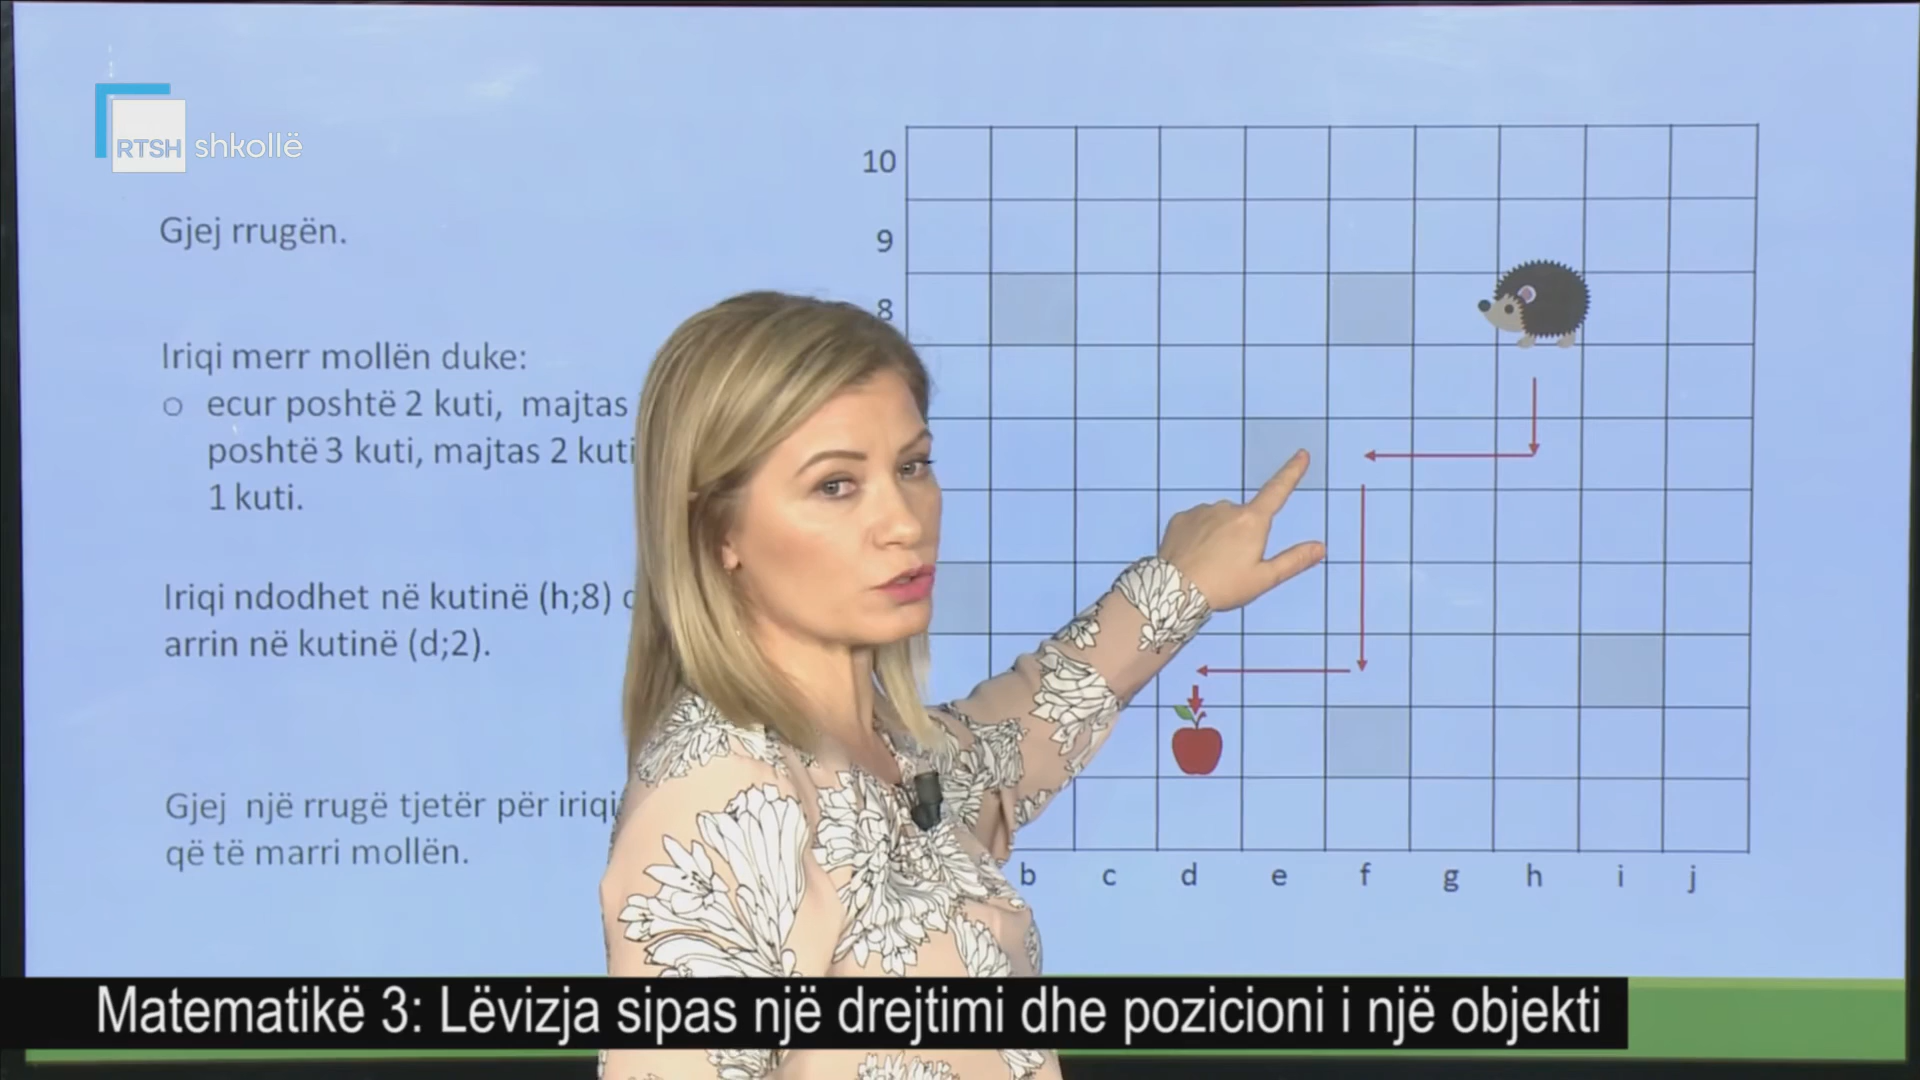 RTSH shkollë
Gjej rrugën.
Iriqi merr mollën duke:
o ecur poshtë 2 kuti, majtas
poshtë 3 kuti, majtas 2 kuti
1 kuti.
Iriqi ndodhet në kutinë (h;8)
arrin në kutinë (d;2).
Gjej një rrugë tjetër për iriqi
që të marri mollën.
10
9
8
b c d e f g h i j
Matematikë 3: Lëvizja sipas një drejtimi dhe pozicioni i një objekti